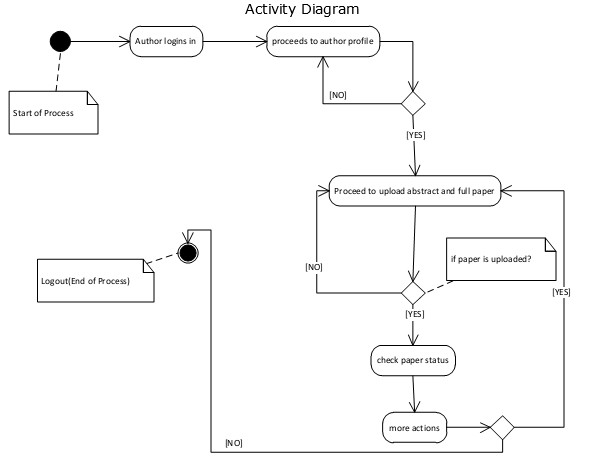 Activity Diagram
Author logins in
proceeds to author profile
[NO]
Start of Process
[YES]
Proceed to upload abstract and full paper
if paper is uploaded?
[NO]
Logout(End of Process)
[YES]
[YES]
check paper status
more actions
[NO]